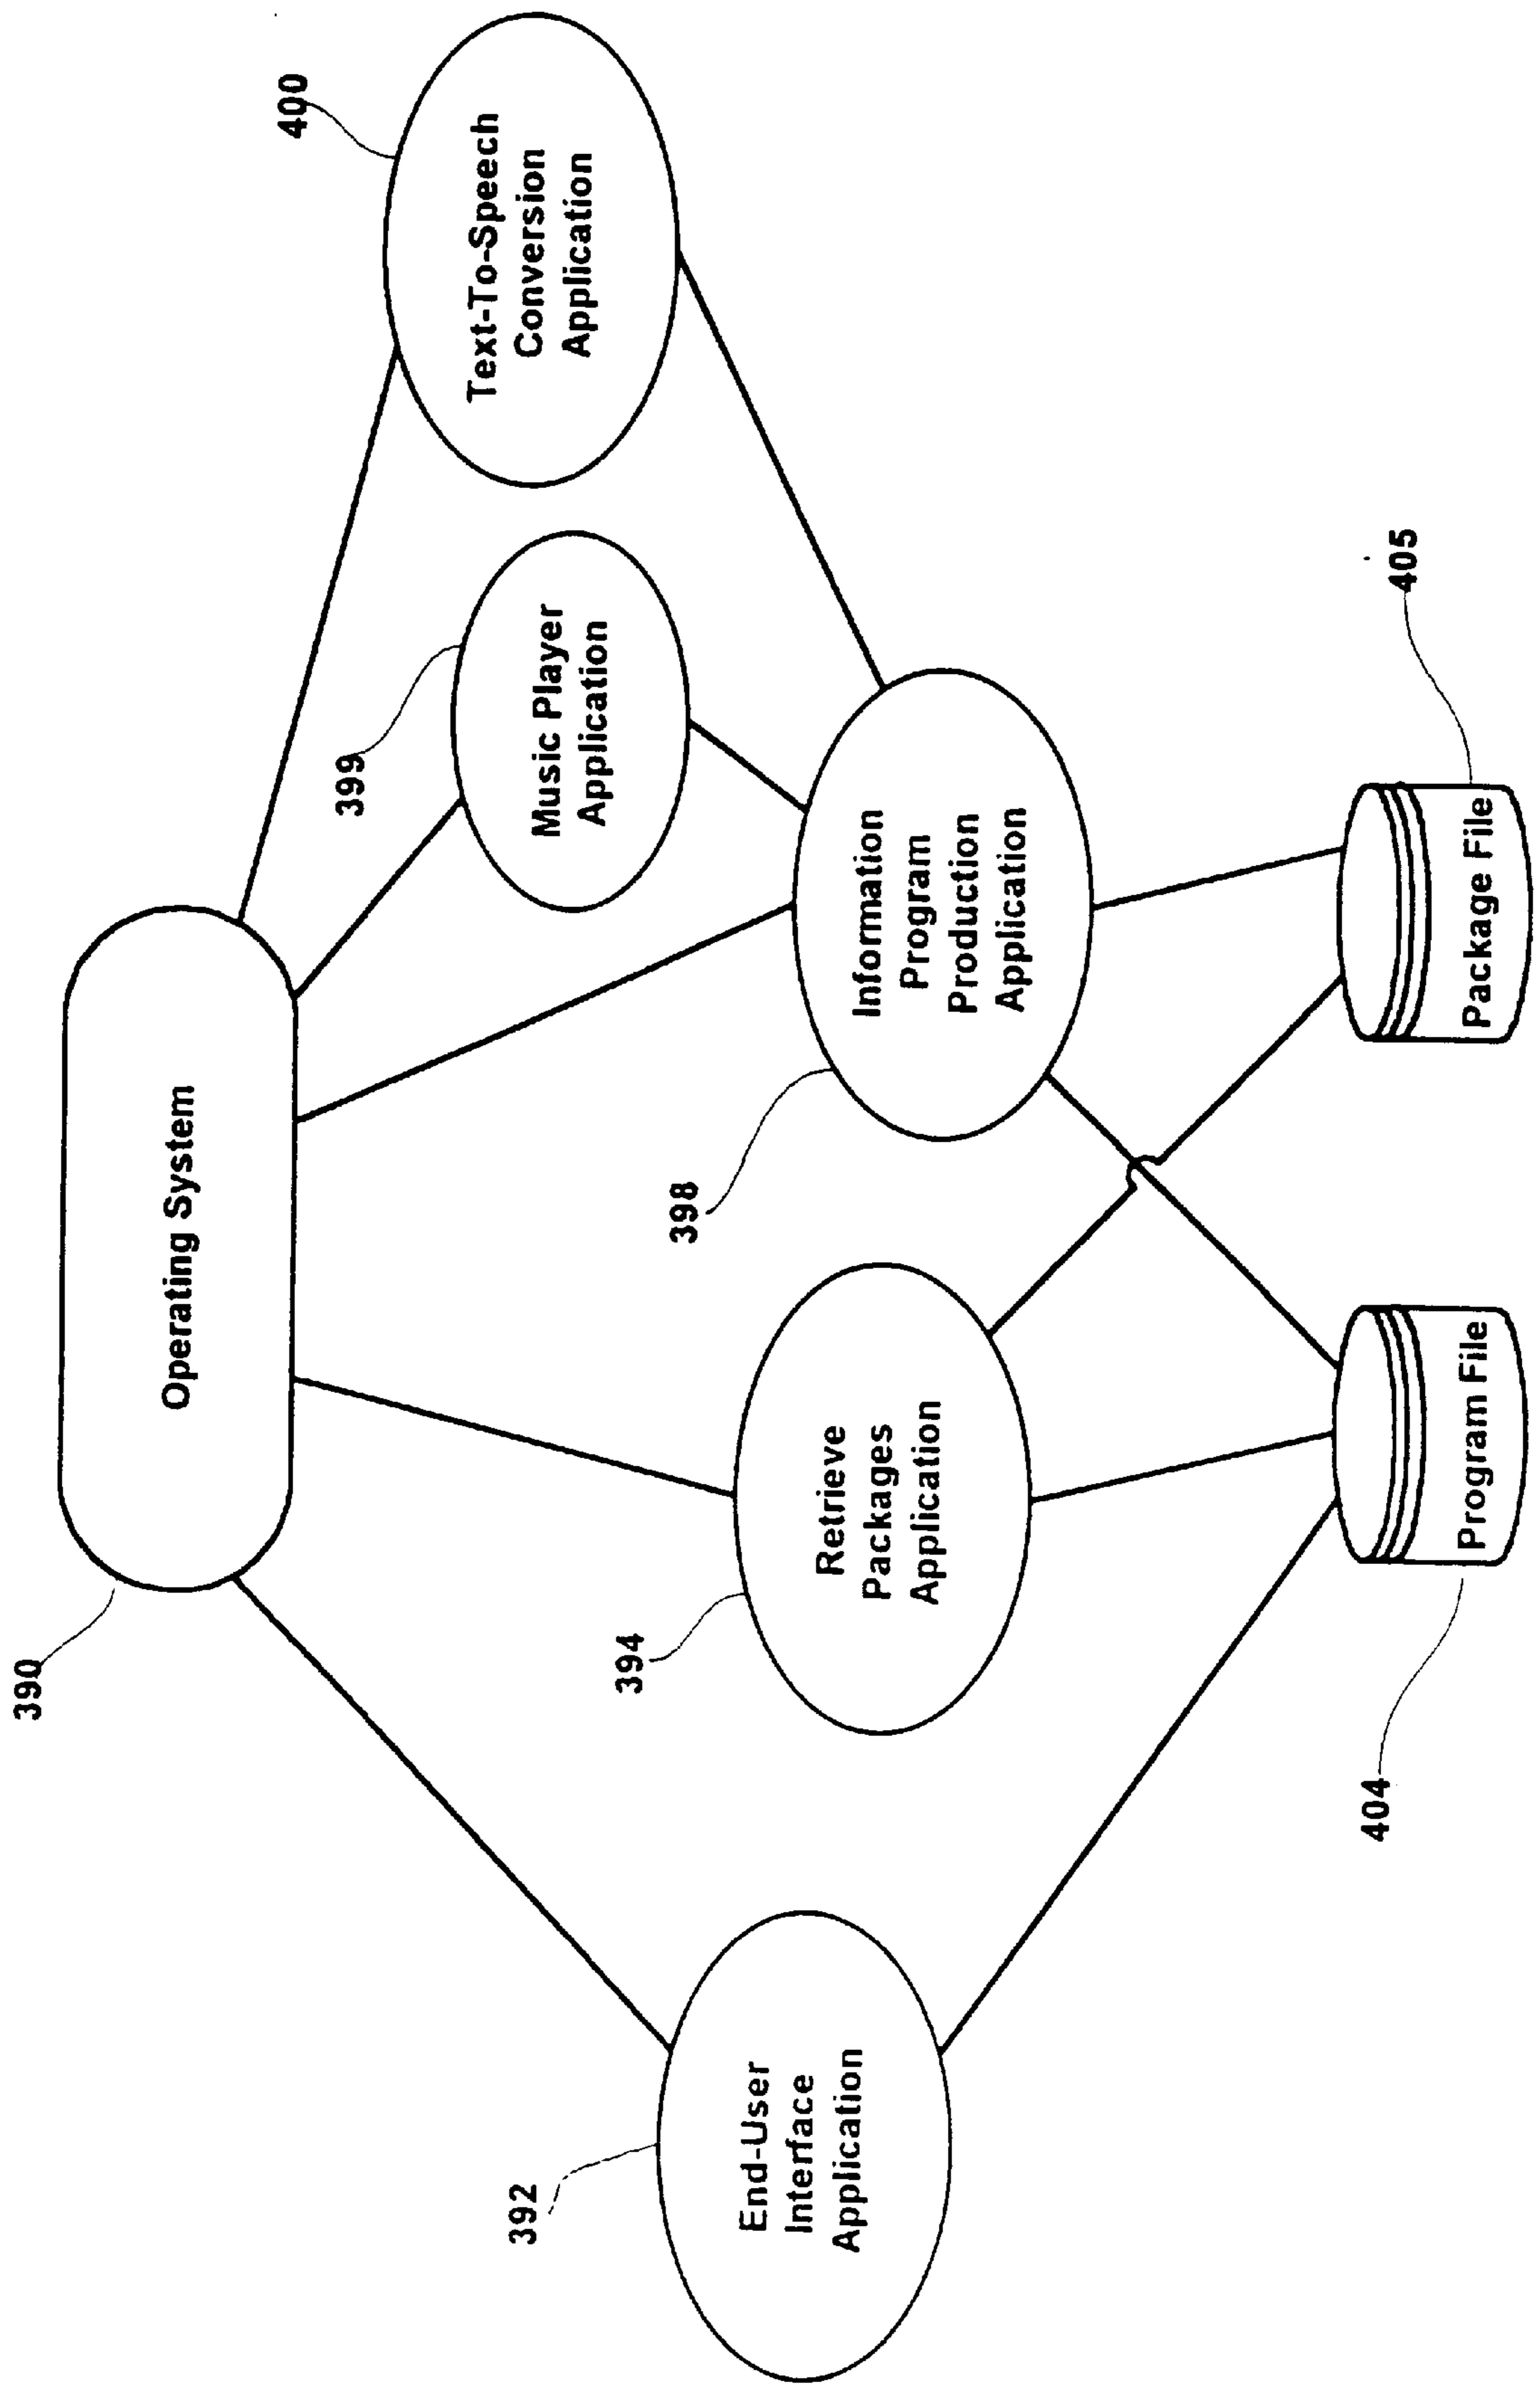 390
Operating System
400
Text-To-Speech
Conversion
Application
399
Music Player
Application
392
End-User
Interface
Application
394
Retrieve
Packages
Application
398
Information
Program
Production
Application
404
Program File
405
Package File